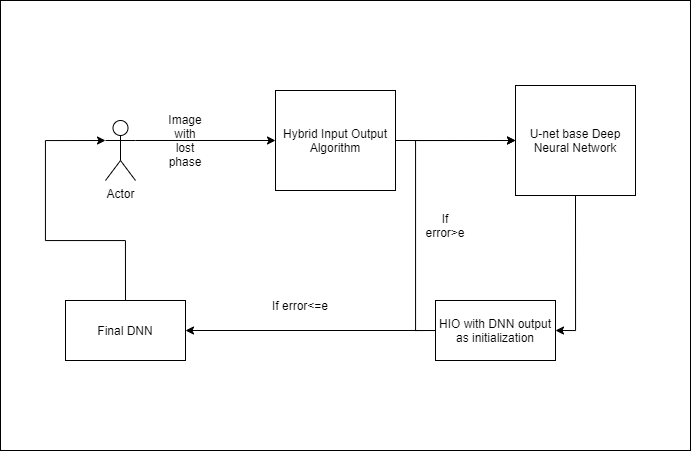 Image
with
lost
phase
Hybrid Input Output
Algorithm
U-net base Deep
Neural Network
Actor
If
error>e
If error<=e
Final DNN
HIO with DNN output
as initialization